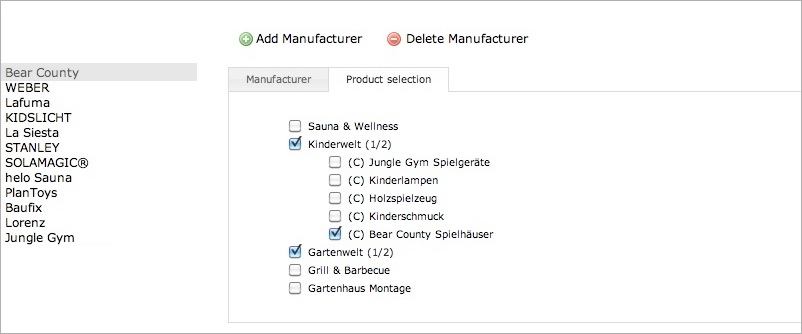 Add Manufacturer Delete Manufacturer
Bear County
WEBER
Lafuma
KIDSLICHT
La Siesta
STANLEY
SOLAMAGIC®
helo Sauna
PlanToys
Baufix
Lorenz
Jungle Gym
Manufacturer Product selection
Sauna & Wellness
Kinderwelt (1/2)
(C) Jungle Gym Spielgeräte
(C) Kinderlampen
(C) Holzspielzeug
(C) Kinderschmuck
(C) Bear County Spielhäuser
Gartenwelt (1/2)
Grill & Barbecue
Gartenhaus Montage